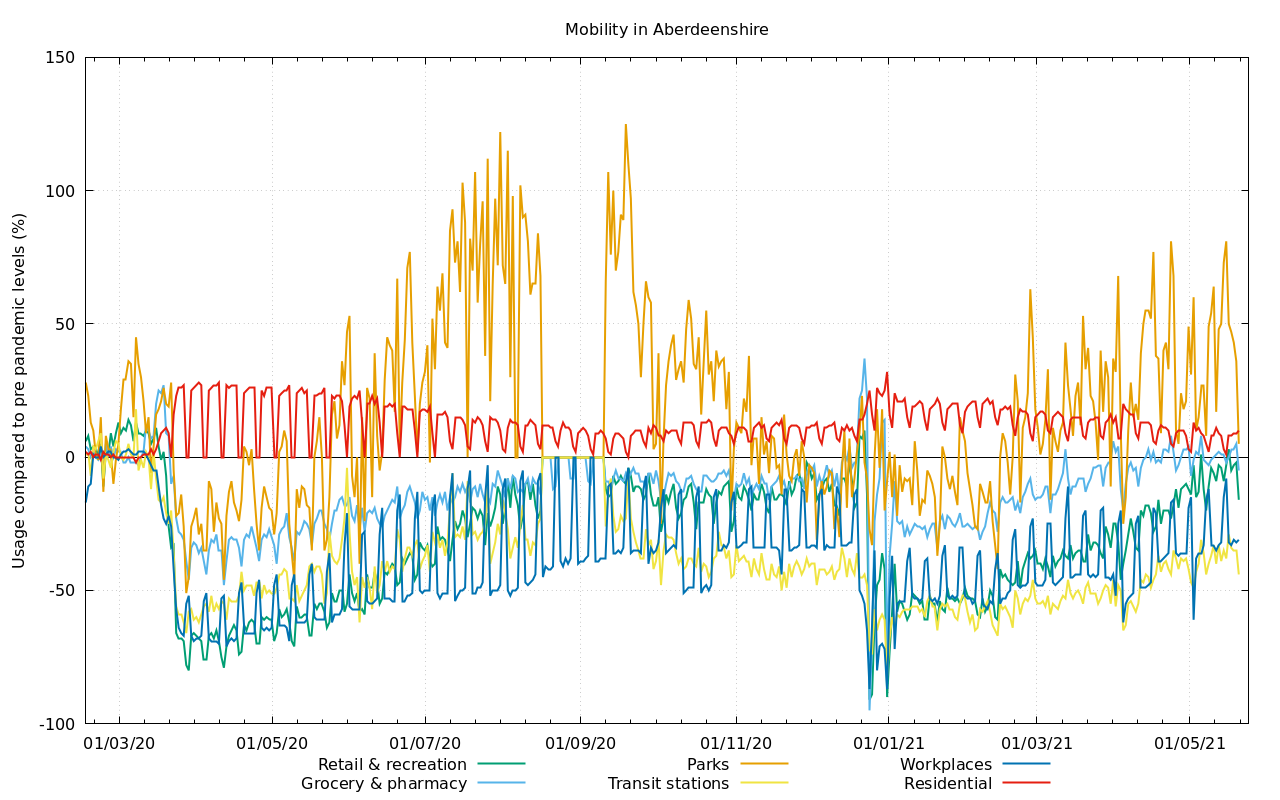 Mobility in Aberdeenshire
150
100
50
0
-50
-100
Usage compared to pre pandemic levels (%)
01/03/20 01/05/20 01/07/20 01/09/20 01/11/20 01/01/21 01/03/21 01/05/21
Retail & recreation Parks Workplaces
Grocery & pharmacy Transit stations Residential